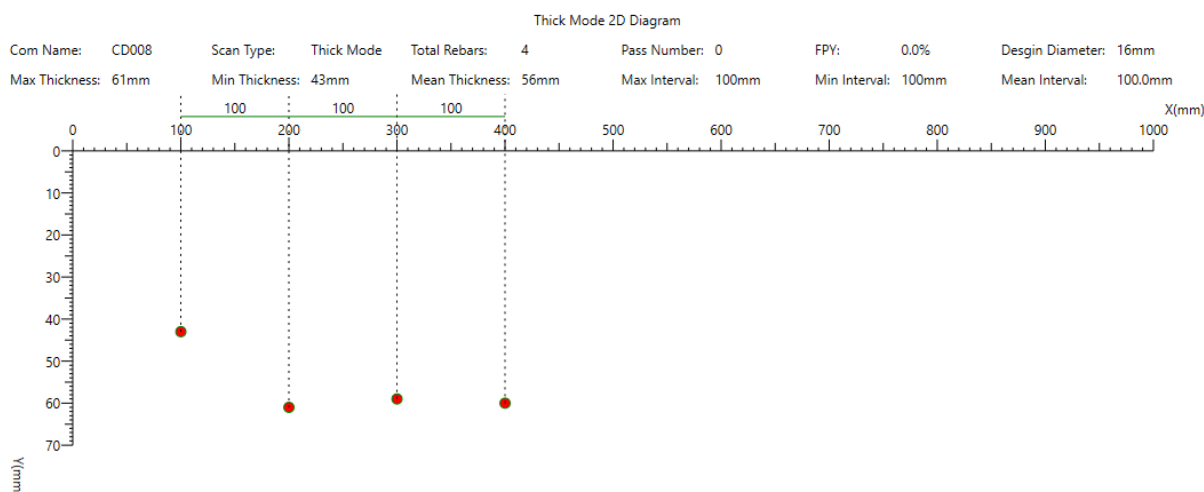 Thick Mode 2D Diagram
Com Name: CD008 Scan Type: Thick Mode Total Rebars: 4 Pass Number: 0 FPY: 0.0% Desgin Diameter: 16mm
Max Thickness: 61mm Min Thickness: 43mm Mean Thickness: 56mm Max Interval: 100mm Min Interval: 100mm Mean Interval: 100.0mm
100 100 100 X(mm)
0 100 200 300 400 500 600 700 800 900 1000
0
10
20
30
40
50
60
70
Y(mm